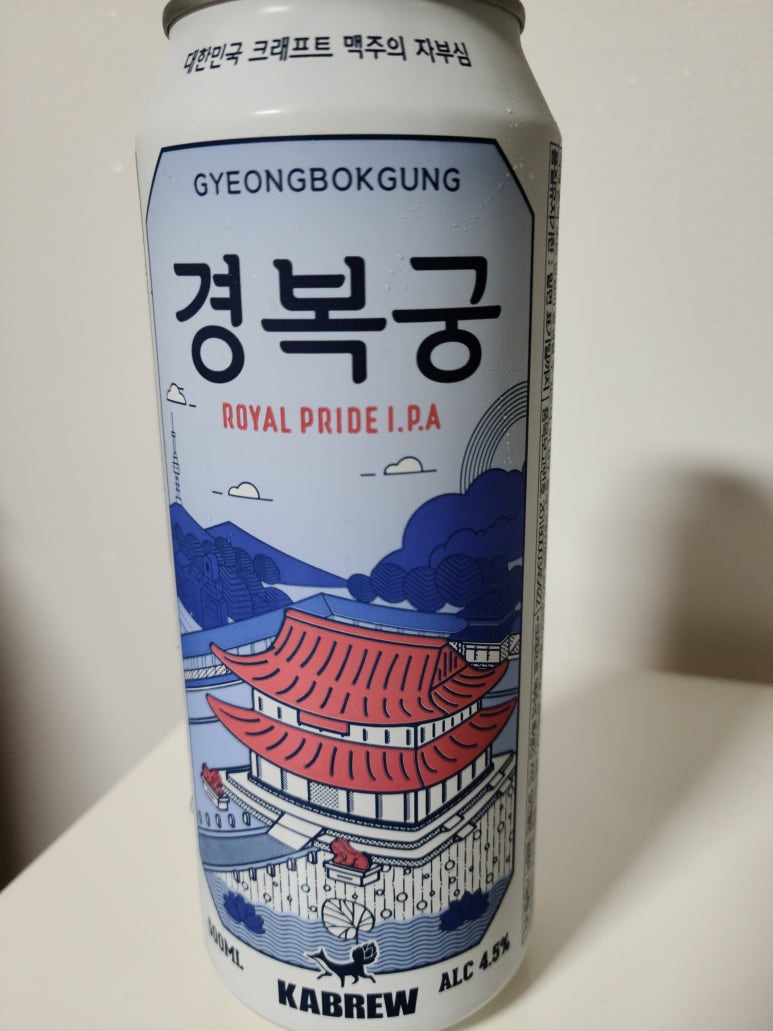 대한민국 크래프트 맥주의 자부심
GYEONGBOKGUNG
경복궁
ROYAL PRIDE I.P.A
500ML
KABREW
ALC 4.5%